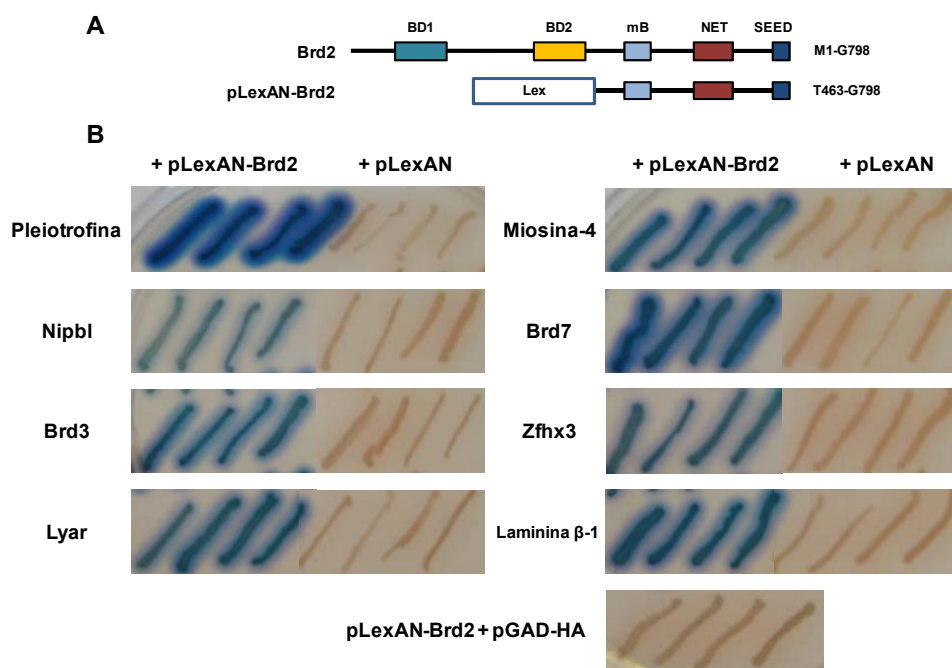 A
BD1 BD2 mB NET SEED
Brd2 M1-G798
pLexAN-Brd2 Lex T463-G798
B
+ pLexAN-Brd2 + pLexAN + pLexAN-Brd2 + pLexAN
Pleiotrofina Miosina-4
Nipbl Brd7
Brd3 Zfhx3
Lyar Laminina β-1
pLexAN-Brd2 + pGAD-HA